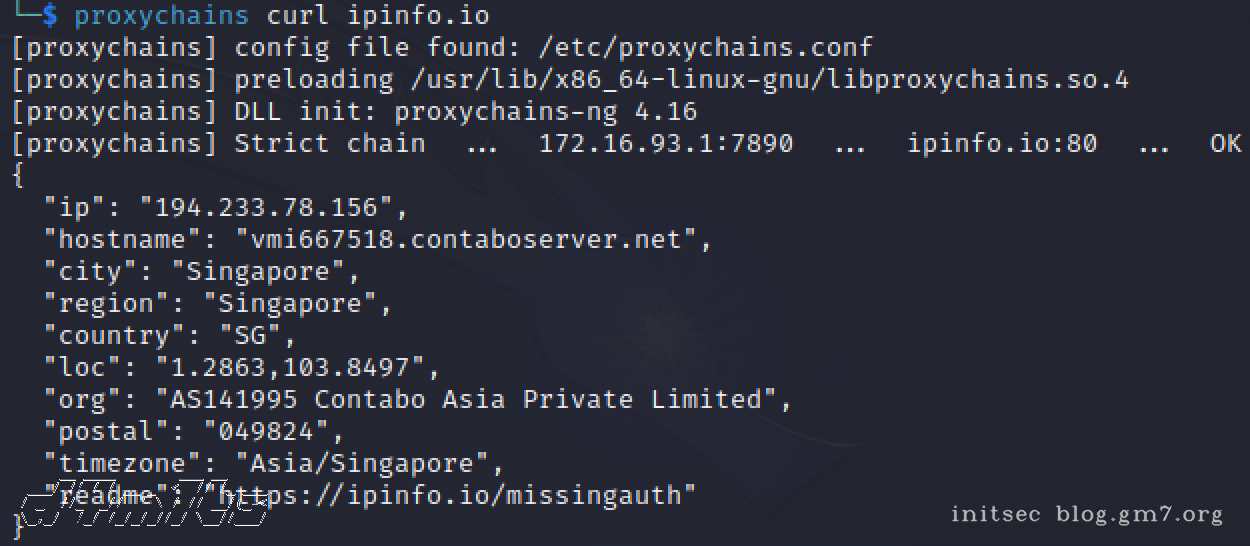 └─$ proxychains curl ipinfo.io
[proxychains] config file found: /etc/proxychains.conf
[proxychains] preloading /usr/lib/x86_64-linux-gnu/libproxychains.so.4
[proxychains] DLL init: proxychains-ng 4.16
[proxychains] Strict chain  ...  172.16.93.1:7890  ...  ipinfo.io:80  ...  OK
{
  "ip": "194.233.78.156",
  "hostname": "vmi667518.contaboserver.net",
  "city": "Singapore",
  "region": "Singapore",
  "country": "SG",
  "loc": "1.2863,103.8497",
  "org": "AS141995 Contabo Asia Private Limited",
  "postal": "049824",
  "timezone": "Asia/Singapore",
  "readme": "https://ipinfo.io/missingauth"
}
initsec blog.gm7.org